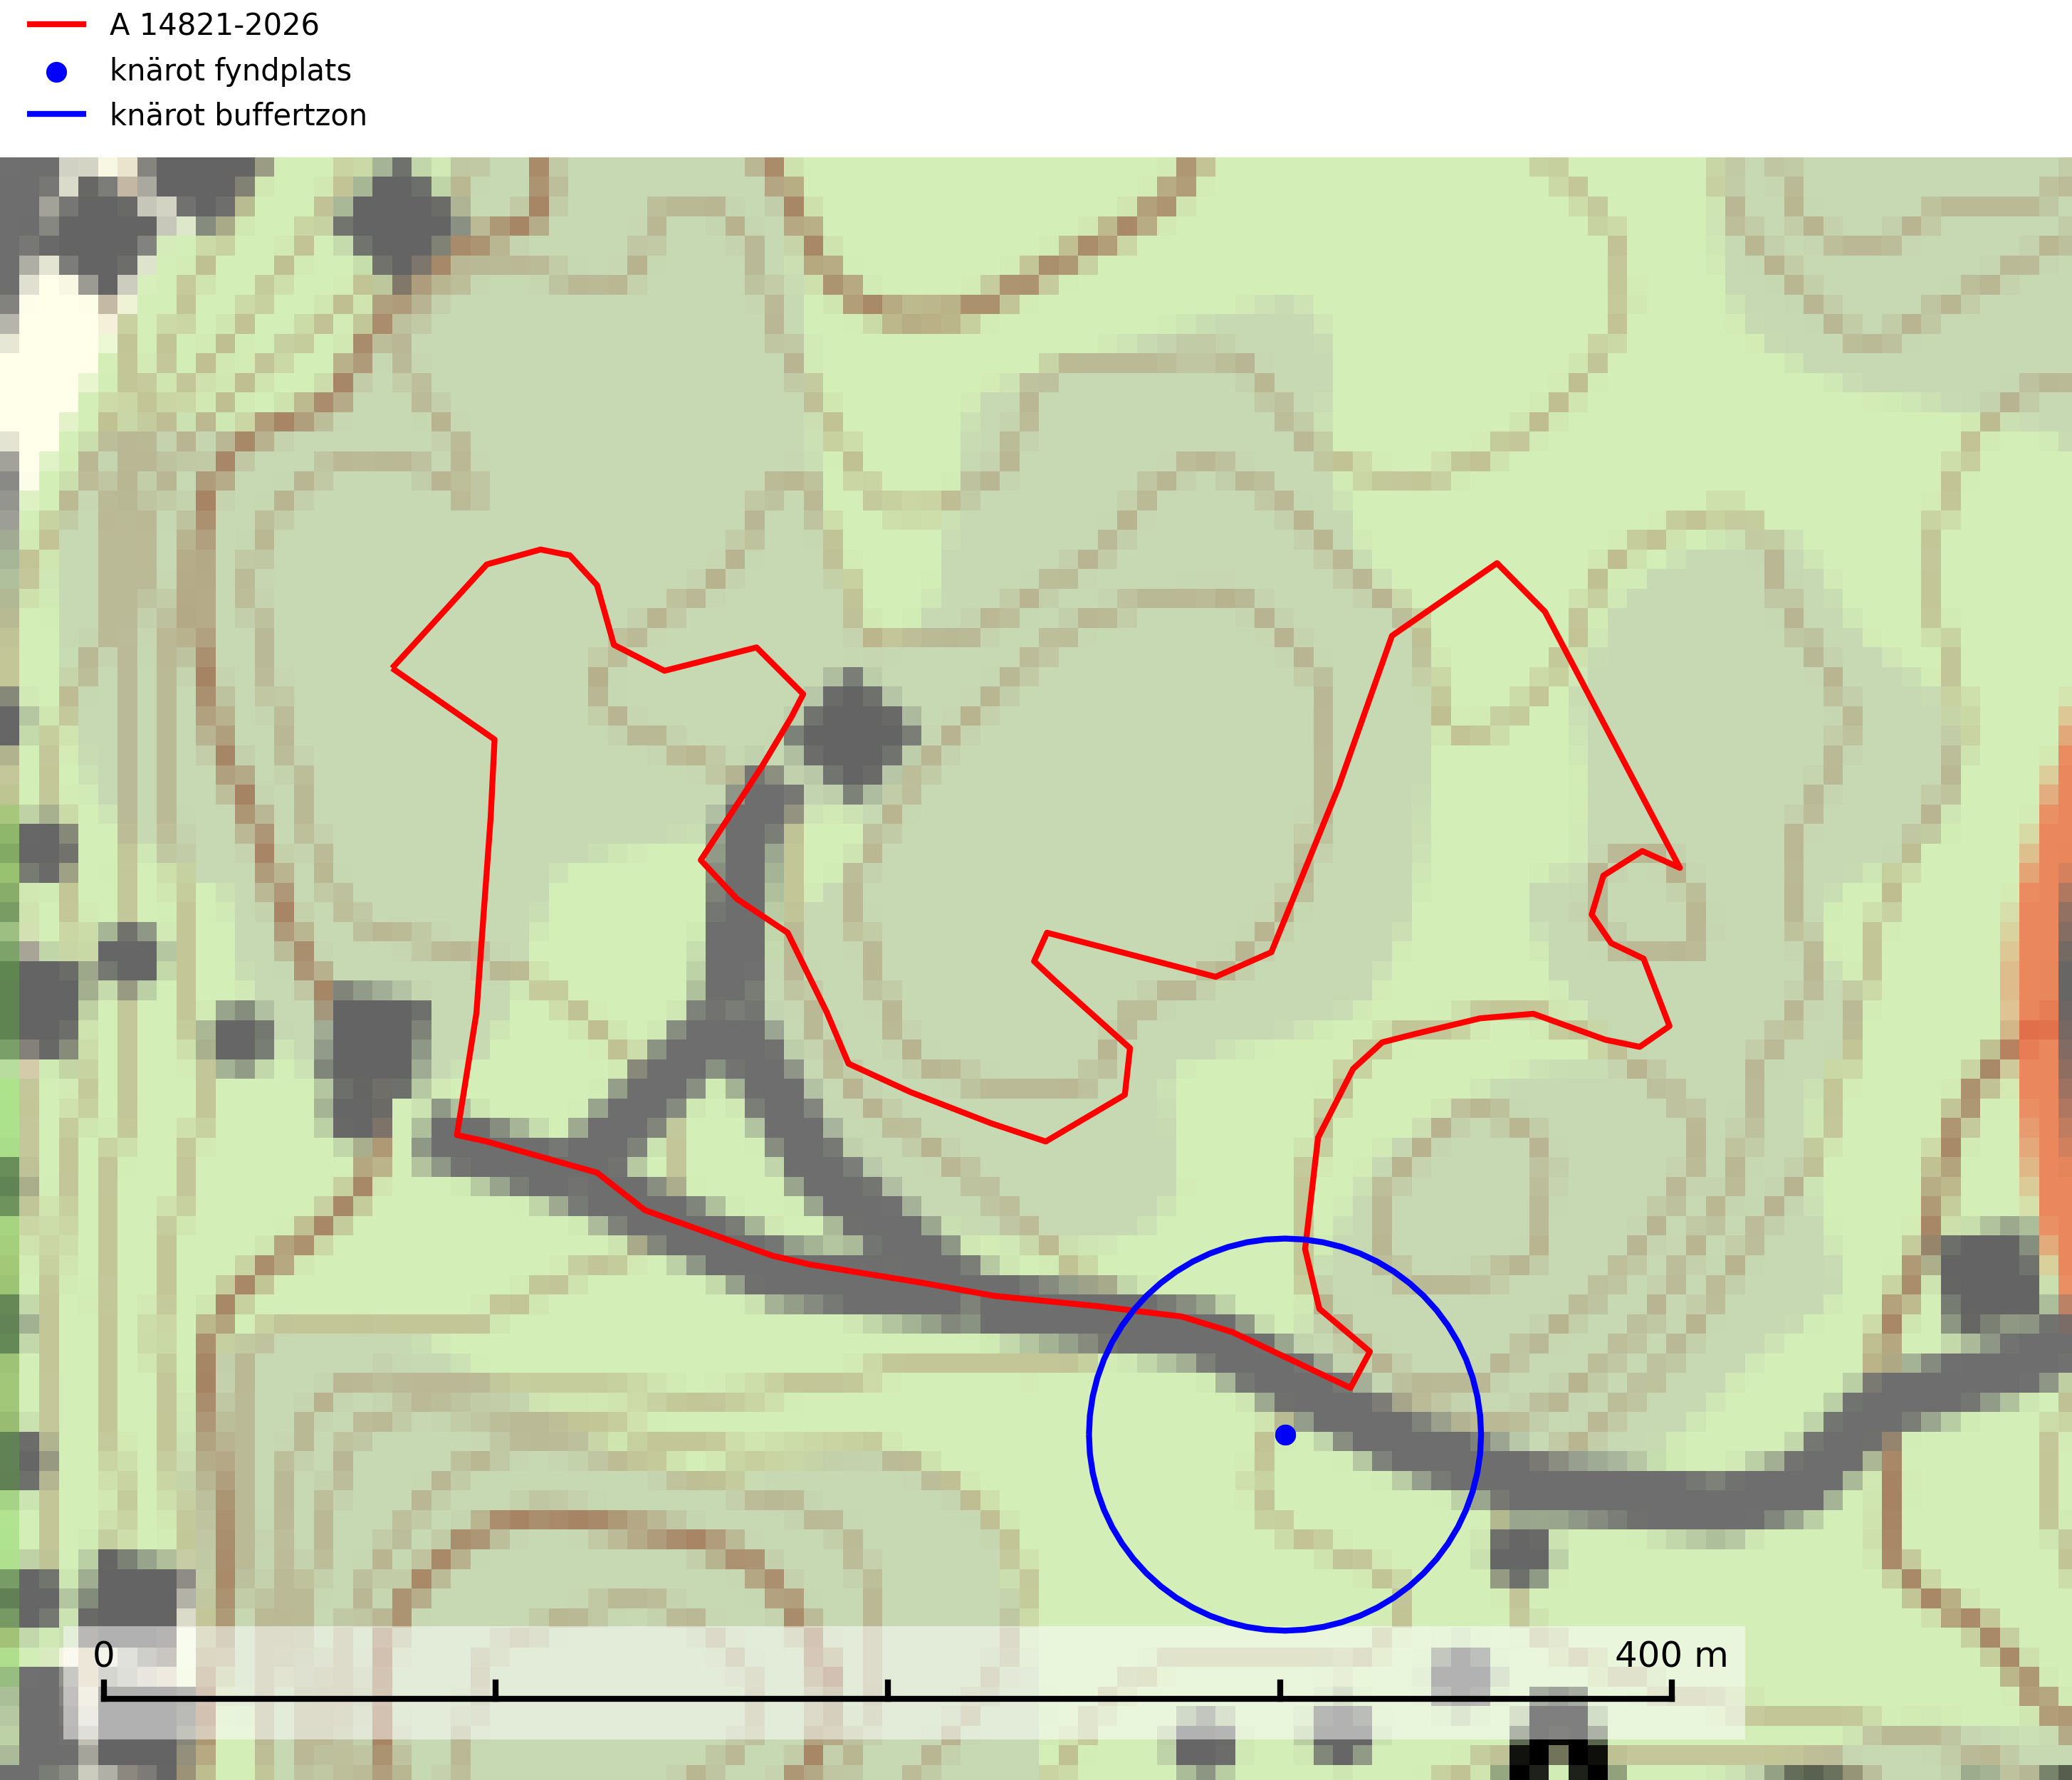 A 14821-2026
knärot fyndplats
knärot buffertzon
0 400 m